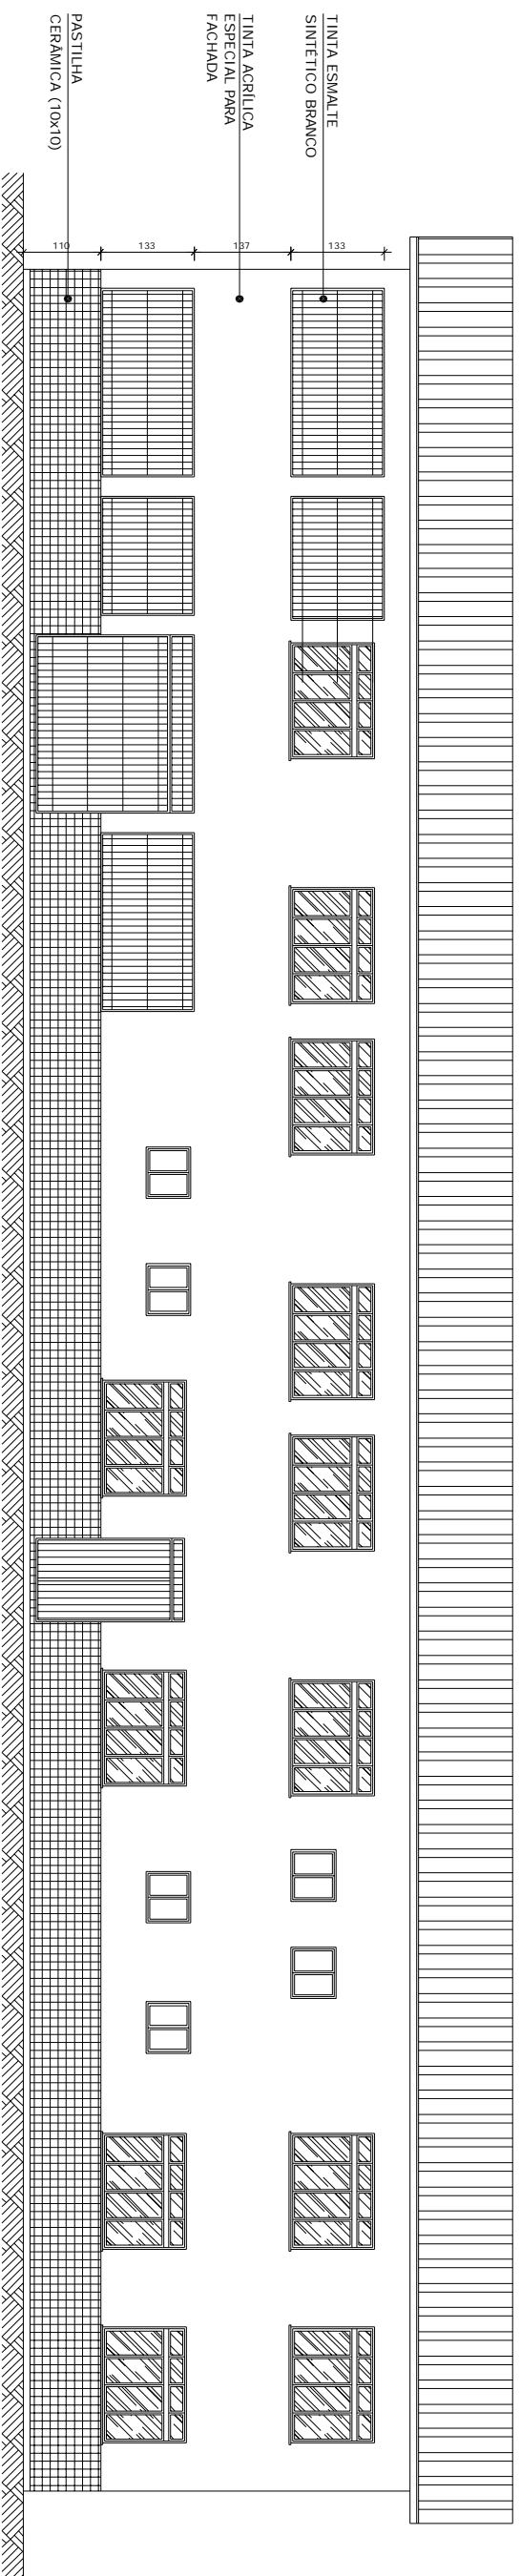 TINTA ESMALTE
SINTÉTICO BRANCO
TINTA ACRÍLICA
ESPECIAL PARA
FACHADA
PASTILHA
CERÂMICA (10x10)
110
133
137
133